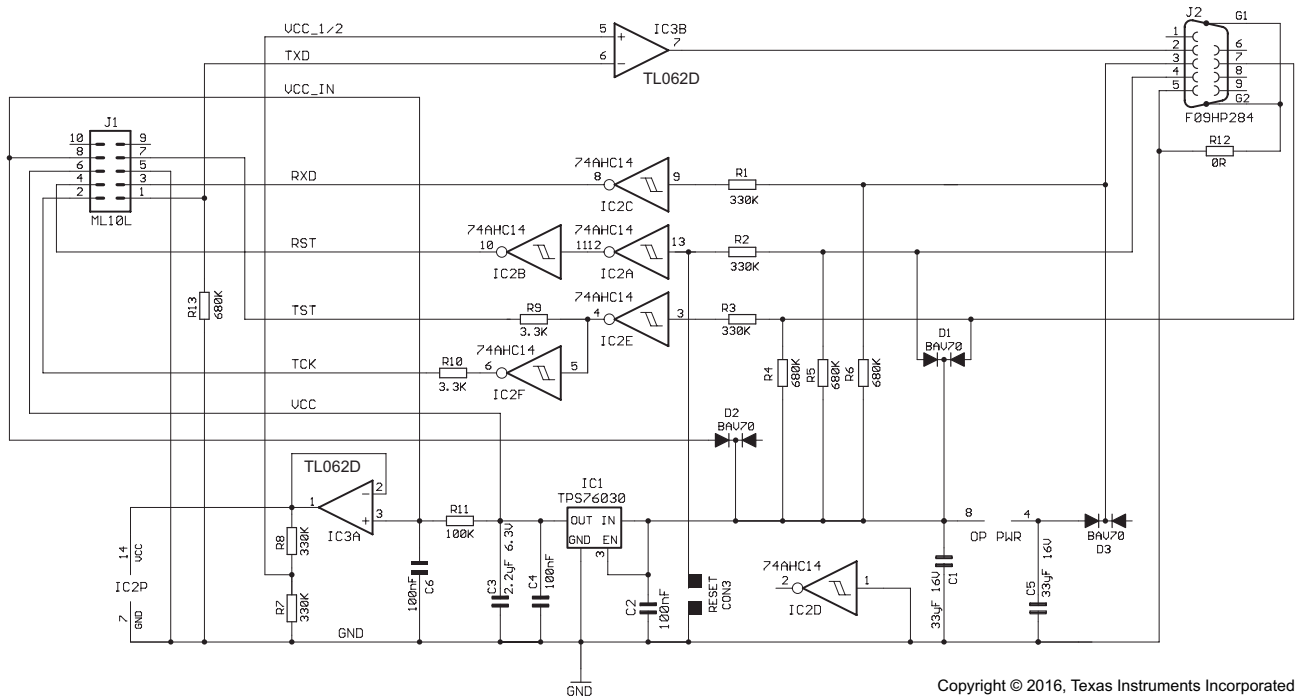 VCC_1/2
5
IC3B
7
TXD
6
TL062D
VCC_IN
J2
G1
1
2
3
4
5
6
7
8
9
G2
F09HP284
R12
0R
J1
10
8
6
4
2
9
7
5
3
1
ML10L
RXD
74AHC14
8
9
IC2C
R1
330K
RST
74AHC14
10
IC2B
74AHC14
1112
13
IC2A
R2
330K
R13
680K
TST
R9
3.3K
74AHC14
4
3
IC2E
R3
330K
TCK
R10
3.3K
74AHC14
6
5
IC2F
R4
680K
R5
680K
R6
680K
D1
BAV70
VCC
D2
BAV70
TL062D
1
2
3
IC3A
R11
100K
IC1
TPS76030
OUT IN
GND EN
3
8
4
OP PWR
BAV70
D3
14
VCC
IC2P
7
GND
R8
330K
R7
330K
100nF
C6
C3
2.2yF 6.3V
C4
100nF
C2
100nF
RESET
CON3
74AHC14
2
1
IC2D
33yF 16V
C1
C5
33yF 16V
GND
GND
Copyright © 2016, Texas Instruments Incorporated